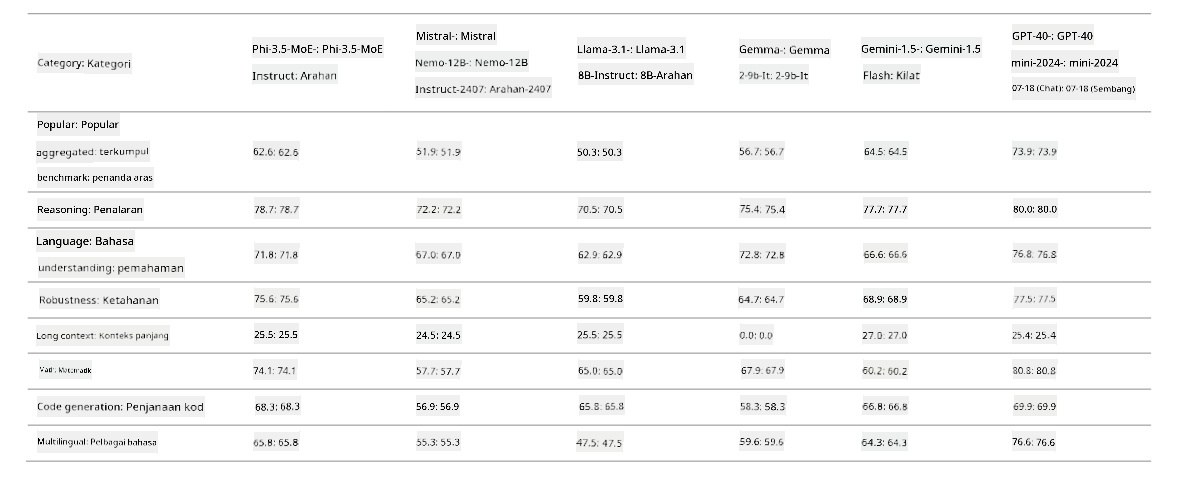 Category: Kategori
Phi-3.5-MoE-: Phi-3.5-MoE
Instruct: Arahan
Mistral-: Mistral
Nemo-12B-: Nemo-12B
Instruct-2407: Arahan-2407
Llama-3.1-: Llama-3.1
8B-Instruct: 8B-Arahan
Gemma-: Gemma
2-9b-It: 2-9b-It
Gemini-1.5-: Gemini-1.5
Flash: Kilat
GPT-40-: GPT-40
mini-2024-: mini-2024
07-18 (Chat): 07-18 (Sembang)
Popular: Popular
aggregated: terkumpul
benchmark: penanda aras
62.6: 62.6
51.9: 51.9
50.3: 50.3
56.7: 56.7
64.5: 64.5
73.9: 73.9
Reasoning: Penalaran
78.7: 78.7
72.2: 72.2
70.5: 70.5
75.4: 75.4
77.7: 77.7
80.0: 80.0
Language: Bahasa
understanding: pemahaman
71.8: 71.8
67.0: 67.0
62.9: 62.9
72.8: 72.8
66.6: 66.6
76.8: 76.8
Robustness: Ketahanan
75.6: 75.6
65.2: 65.2
59.8: 59.8
64.7: 64.7
68.9: 68.9
77.5: 77.5
Long context: Konteks panjang
25.5: 25.5
24.5: 24.5
25.5: 25.5
0.0: 0.0
27.0: 27.0
25.4: 25.4
Math: Matematik
74.1: 74.1
57.7: 57.7
65.0: 65.0
67.9: 67.9
60.2: 60.2
80.8: 80.8
Code generation: Penjanaan kod
68.3: 68.3
56.9: 56.9
65.8: 65.8
58.3: 58.3
66.8: 66.8
69.9: 69.9
Multilingual: Pelbagai bahasa
65.8: 65.8
55.3: 55.3
47.5: 47.5
59.6: 59.6
64.3: 64.3
76.6: 76.6